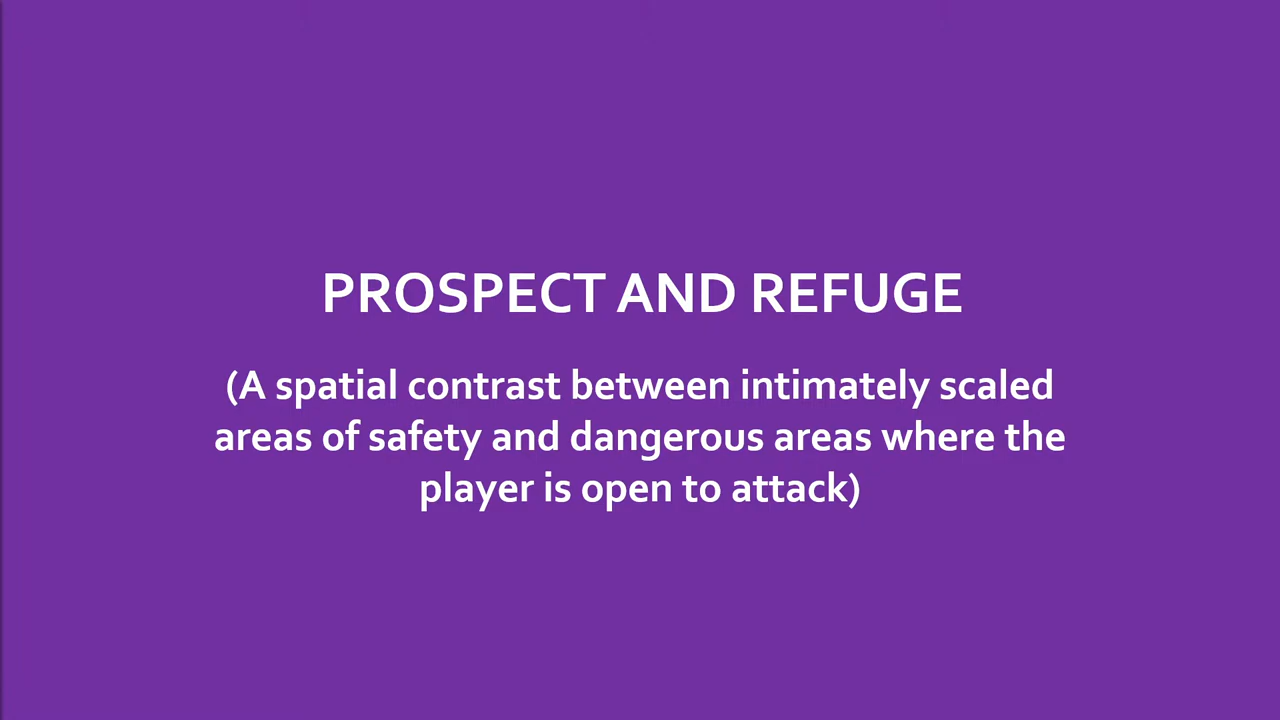 PROSPECT AND REFUGE
(A spatial contrast between intimately scaled
areas of safety and dangerous areas where the
player is open to attack)